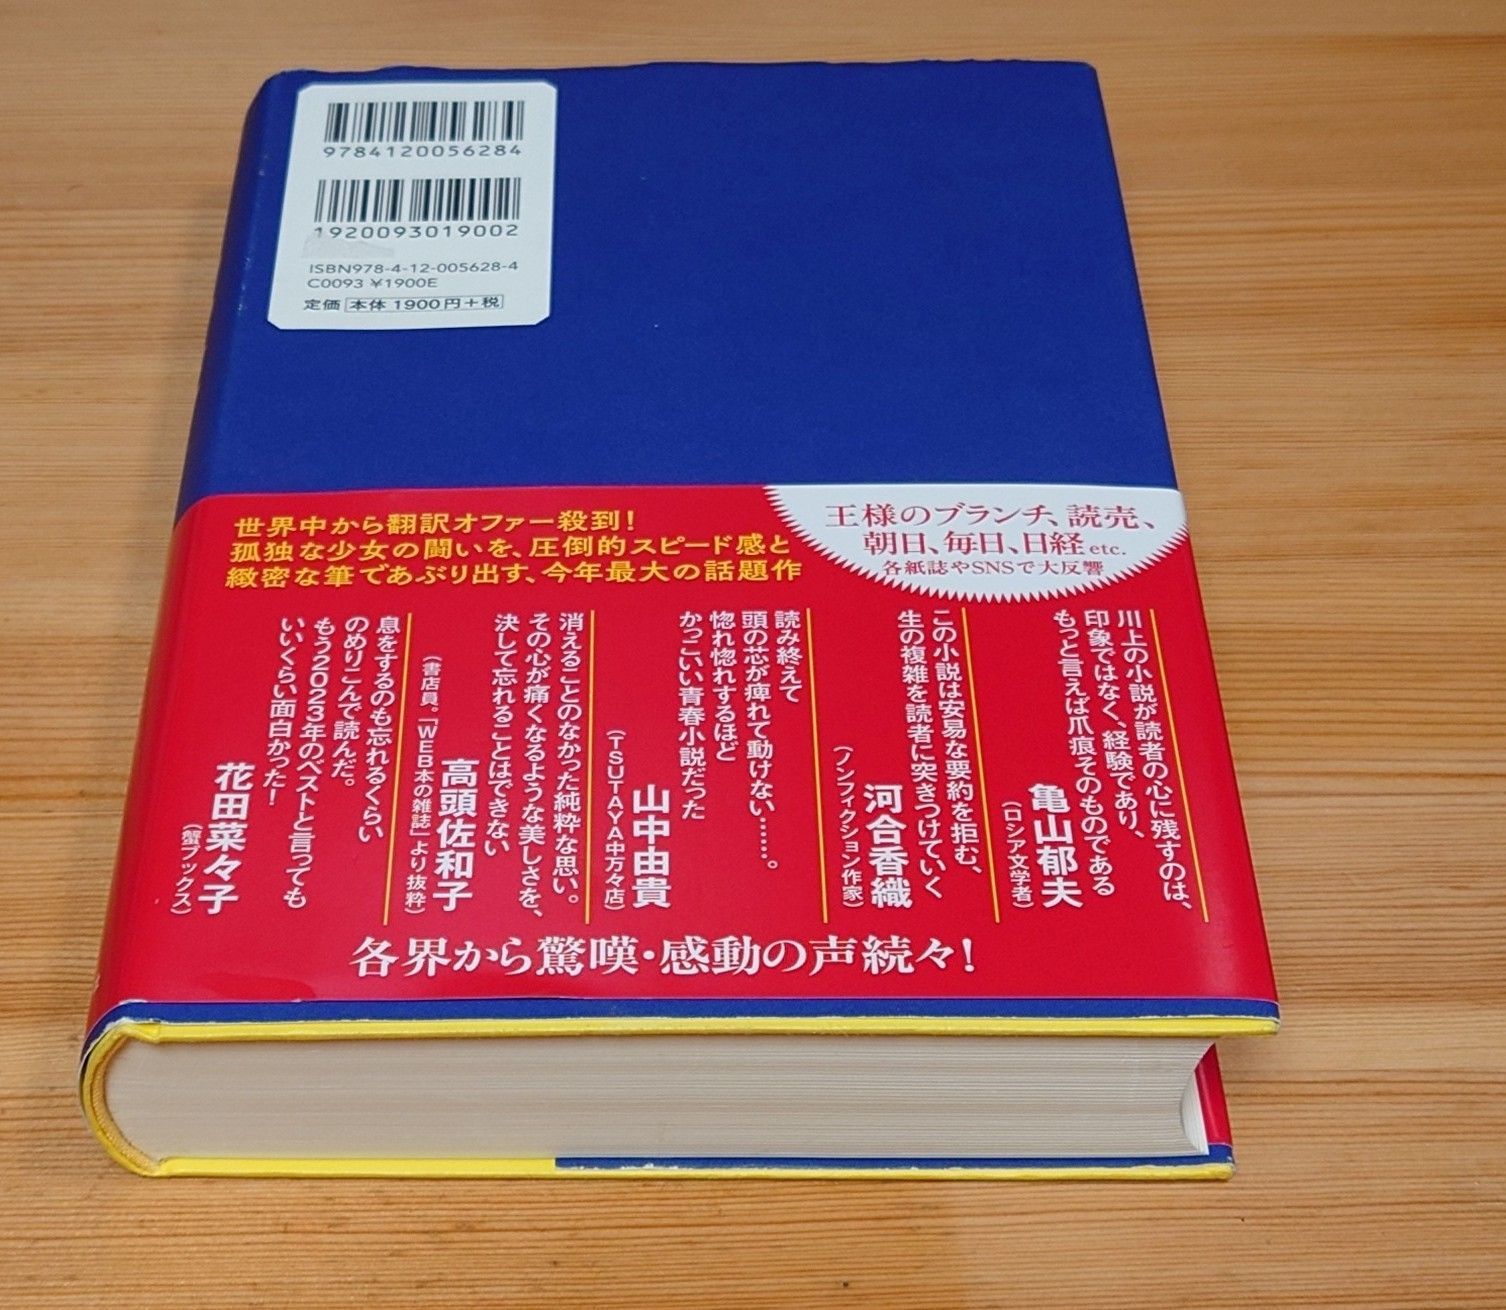 9784120056284
1920093019002
ISBN978-4-12-005628-4
C0093 ¥1900E
定価 本体 1900円+税
世界中から翻訳オファー殺到!
孤独な少女の闘いを、圧倒的スピード感と
緻密な筆であぶり出す、今年最大の話題作
王様のブランチ、読売、
朝日、毎日、日経etc.
各紙誌やSNSで大反響
川上の小説が読者の心に残すのは、
印象ではなく、経験であり、
もっと言えば爪痕そのものである
亀山郁夫
(ロシア文学者)
この小説は安易な要約を拒む、
生の複雑を読者に突きつけていく
河合香織
(ノンフィクション作家)
読み終えて
頭の芯が痺れて動けない……。
惚れ惚れするほど
かっこいい青春小説だった
山中由貴
(TSUTAYA中万々店)
消えることのなかった純粋な思い。
その心が痛くなるような美しさを、
決して忘れることはできない
高頭佐和子
(書店員。「WEB本の雑誌」より抜粋)
息をするのも忘れるくらい
のめりこんで読んだ。
もう2023年のベストと言っても
いいくらい面白かった!
花田菜々子
(蟹ブックス)
各界から驚嘆・感動の声続々!